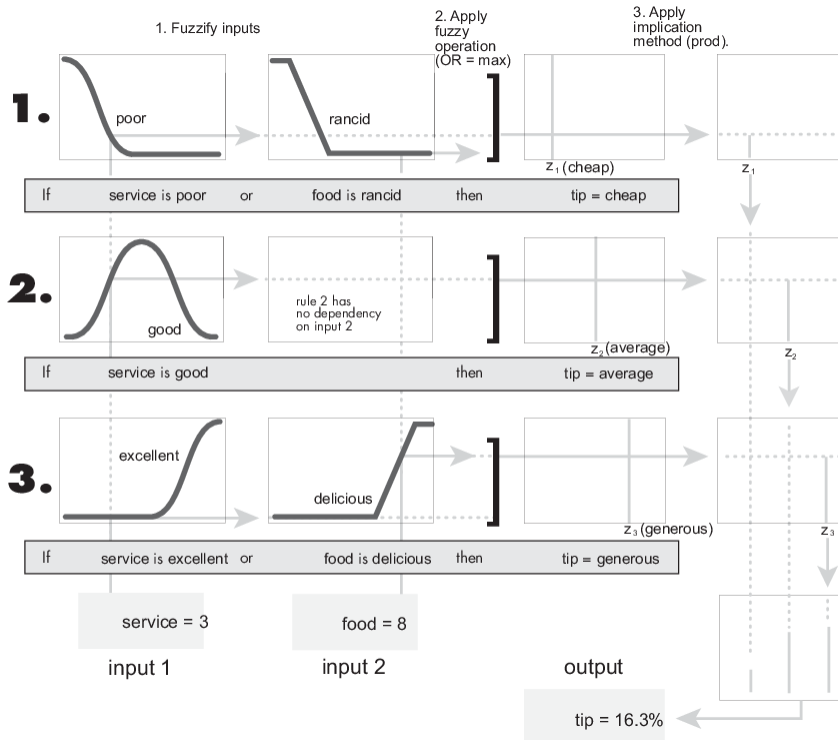 1. Fuzzify inputs
2. Apply
fuzzy
operation
(OR = max)
3. Apply
implication
method (prod).
1.
poor
rancid
z1 (cheap)
z1
If service is poor or food is rancid then tip = cheap
2.
good
rule 2 has
no dependency
on input 2
z2 (average)
z2
If service is good then tip = average
3.
excellent
delicious
z3 (generous)
z3
If service is excellent or food is delicious then tip = generous
service = 3
food = 8
input 1
input 2
output
tip = 16.3%